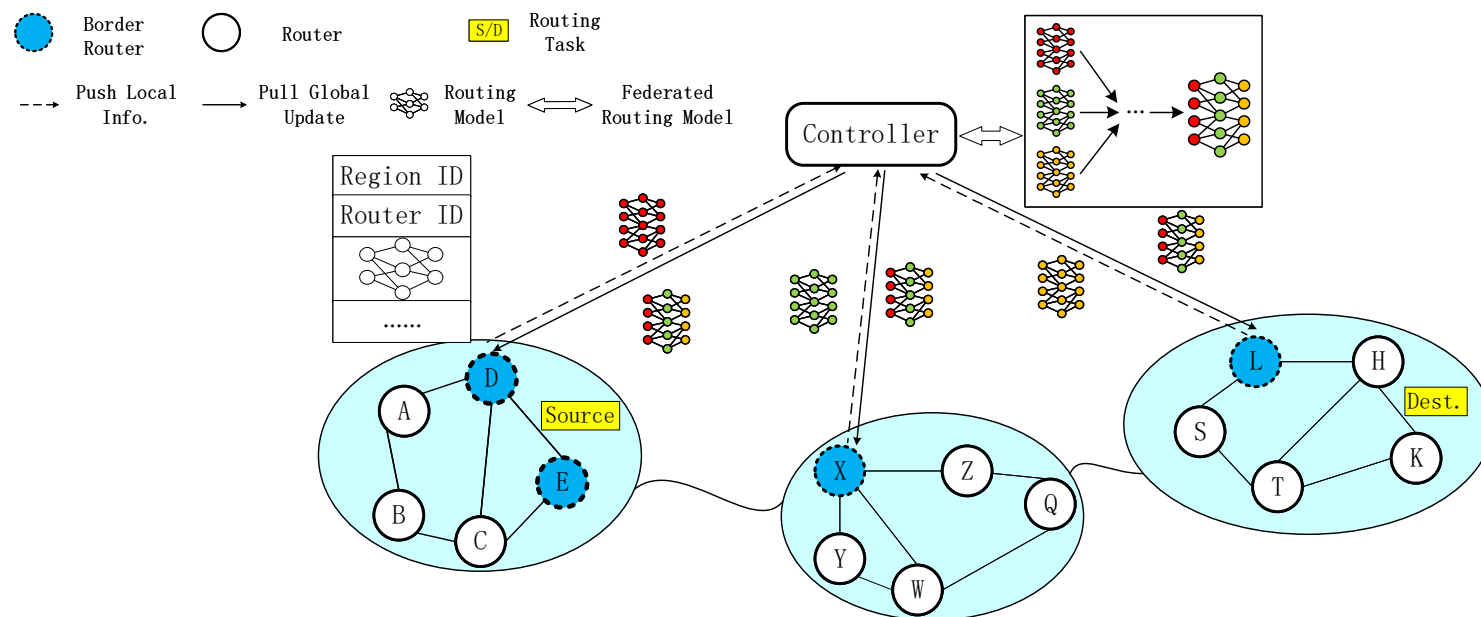 Border
Router
Router
S/D
Routing
Task
Push Local
Info.
Pull Global
Update
Routing
Model
Federated
Routing Model
Controller
...
Region ID
Router ID
......
D
A
Source
E
B
C
X
Z
Q
Y
W
L
H
Dest.
S
K
T